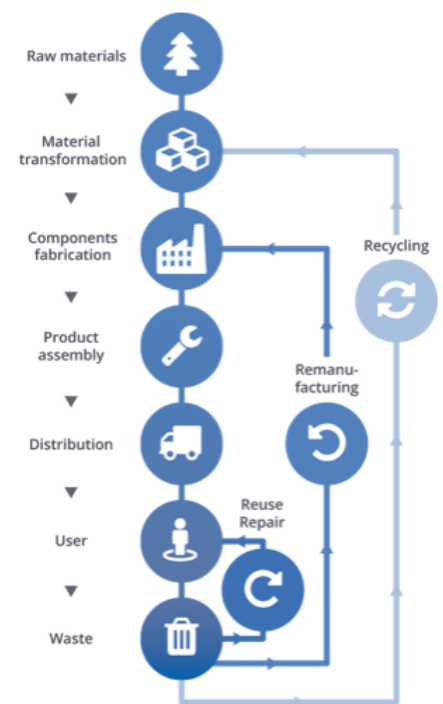 Raw materials
Material
transformation
Components
fabrication
Recycling
Product
assembly
Remanu-
facturing
Distribution
Reuse
Repair
User
Waste